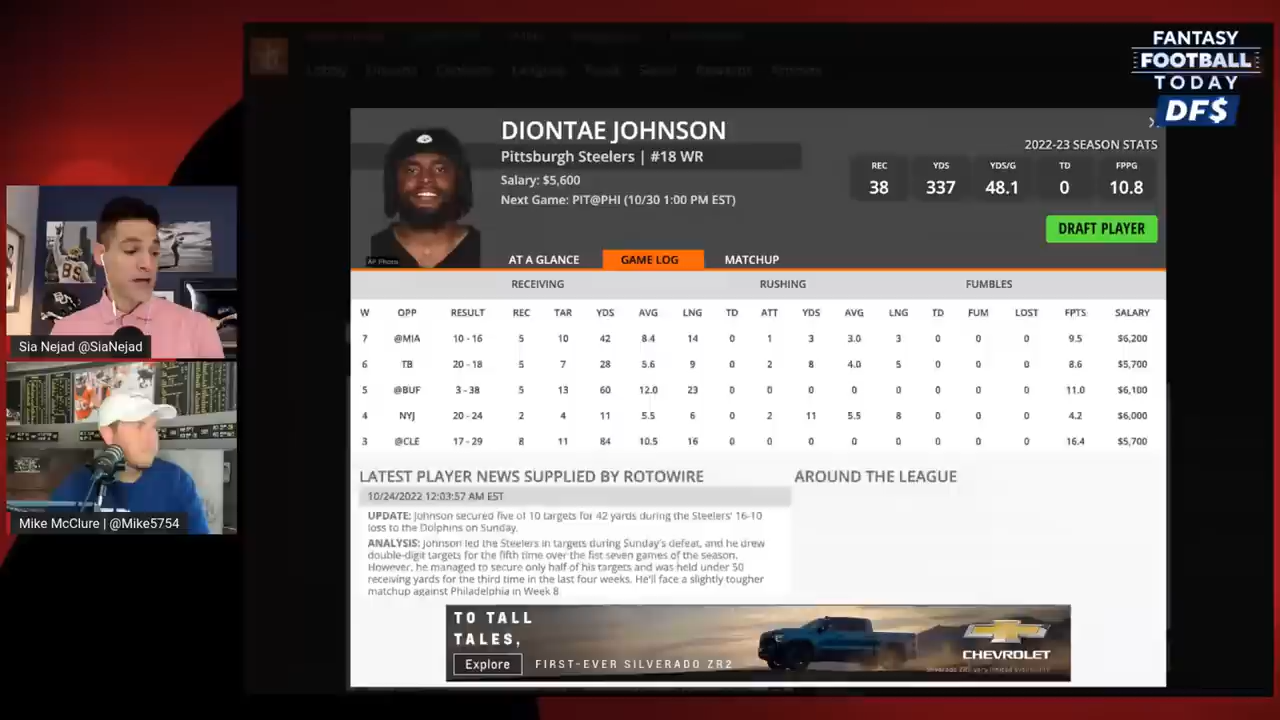 FANTASY
FOOTBALL
TODAY
DF$
DIONTAE JOHNSON
Pittsburgh Steelers | #18 WR
Salary: $5,600
Next Game: PIT@PHI (10/30 1:00 PM EST)
2022-23 SEASON STATS
REC YDS YDS/G TD FPPG
38 337 48.1 0 10.8
DRAFT PLAYER
AP Photo
AT A GLANCE GAME LOG MATCHUP
RECEIVING RUSHING FUMBLES
W OPP RESULT REC TAR YDS AVG LNG TD ATT YDS AVG LNG TD FUM LOST FPTS SALARY
7 @MIA 10 - 16 5 10 42 8.4 14 0 1 3 3.0 3 0 0 0 9.5 $6,200
6 TB 20 - 18 5 7 28 5.6 9 0 2 8 4.0 5 0 0 0 8.6 $5,700
5 @BUF 3 - 38 5 13 60 12.0 23 0 0 0 0 0 0 0 0 11.0 $6,100
4 NYJ 20 - 24 2 4 11 5.5 6 0 2 11 5.5 8 0 0 0 4.2 $6,000
3 @CLE 17 - 29 8 11 84 10.5 16 0 0 0 0 0 0 0 0 16.4 $5,700
LATEST PLAYER NEWS SUPPLIED BY ROTOWIRE
AROUND THE LEAGUE
10/24/2022 12:03:57 AM EST
UPDATE: Johnson secured five of 10 targets for 42 yards during the Steelers' 16-10
loss to the Dolphins on Sunday.
ANALYSIS: Johnson led the Steelers in targets during Sunday's defeat, and he drew
double-digit targets for the fifth time over the fist seven games of the season.
However, he managed to secure only half of his targets and was held under 50
receiving yards for the third time in the last four weeks. He'll face a slightly tougher
matchup against Philadelphia in Week 8
TO TALL
TALES,
Explore
FIRST-EVER SILVERADO ZR2
CHEVROLET
Sia Nejad @SiaNejad
Mike McClure | @Mike5754
89